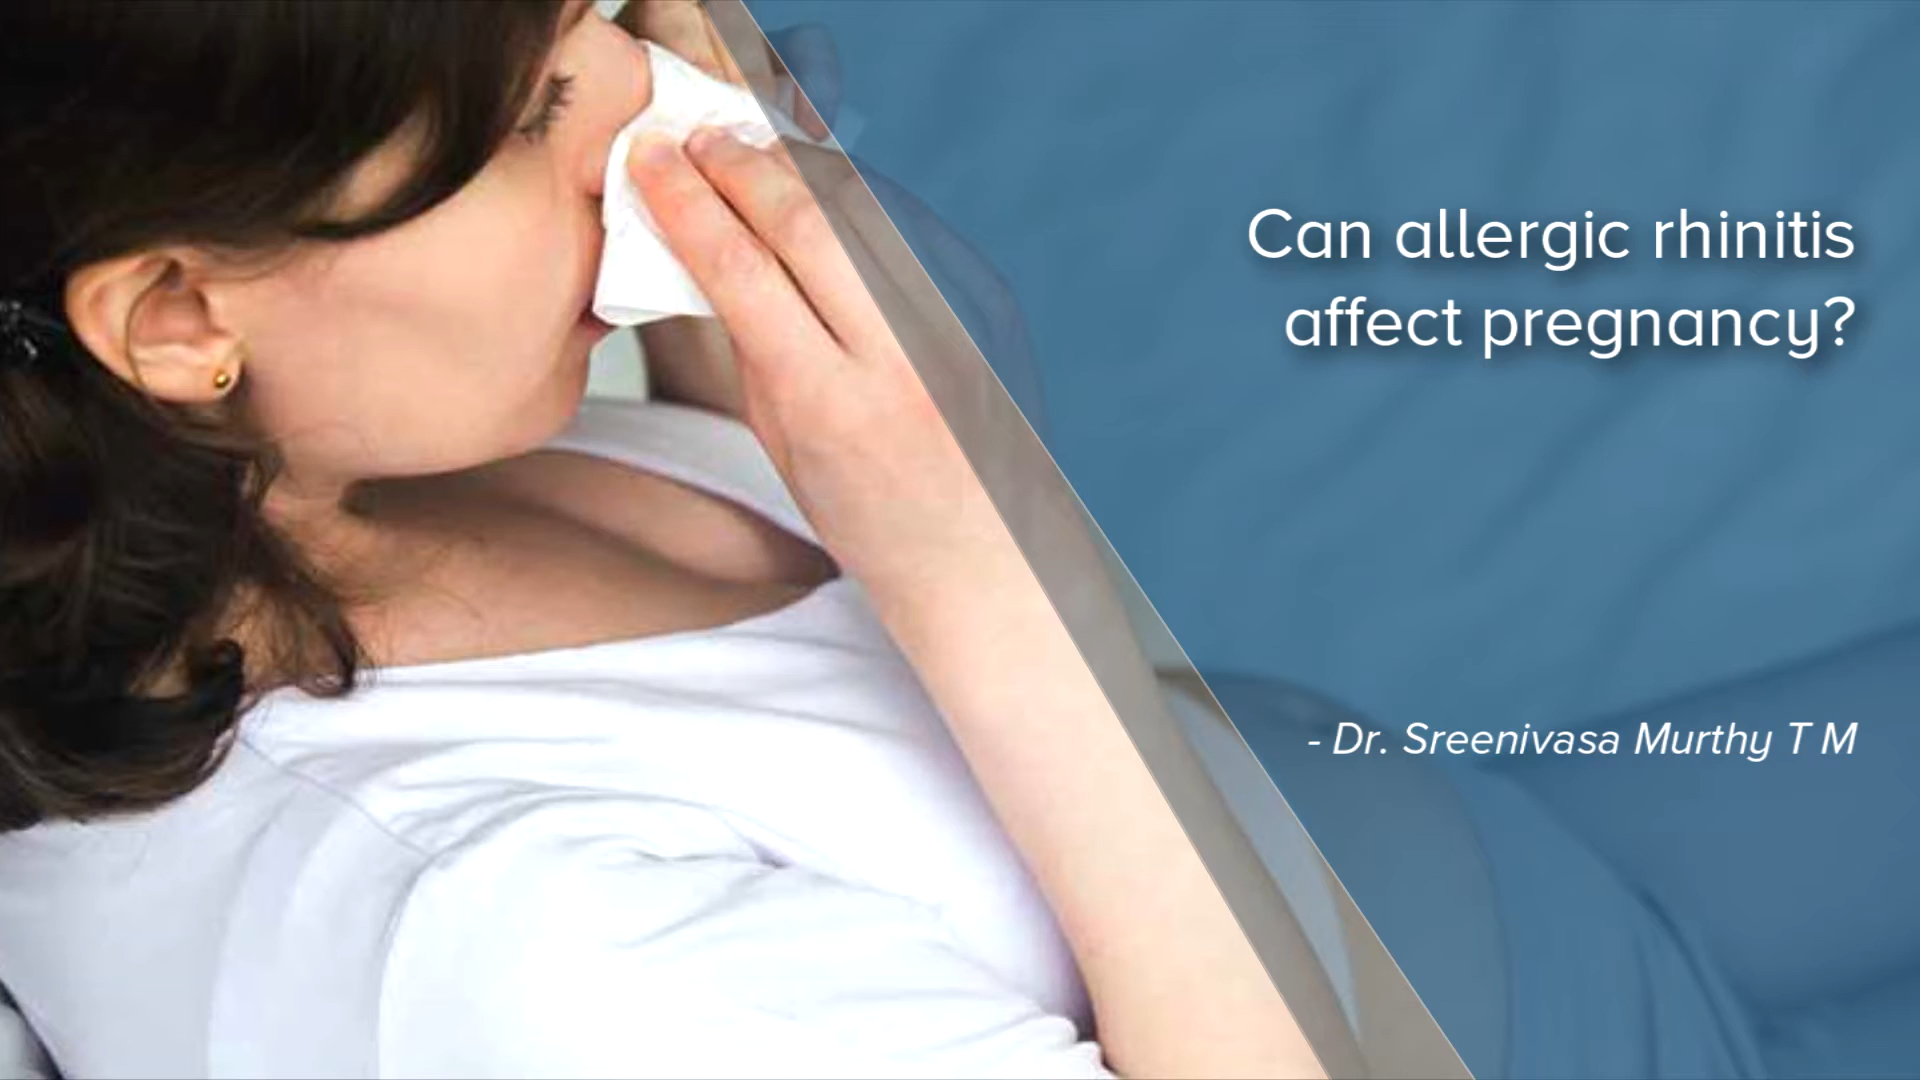 Can allergic rhinitis
affect pregnancy?
- Dr. Sreenivasa Murthy T M